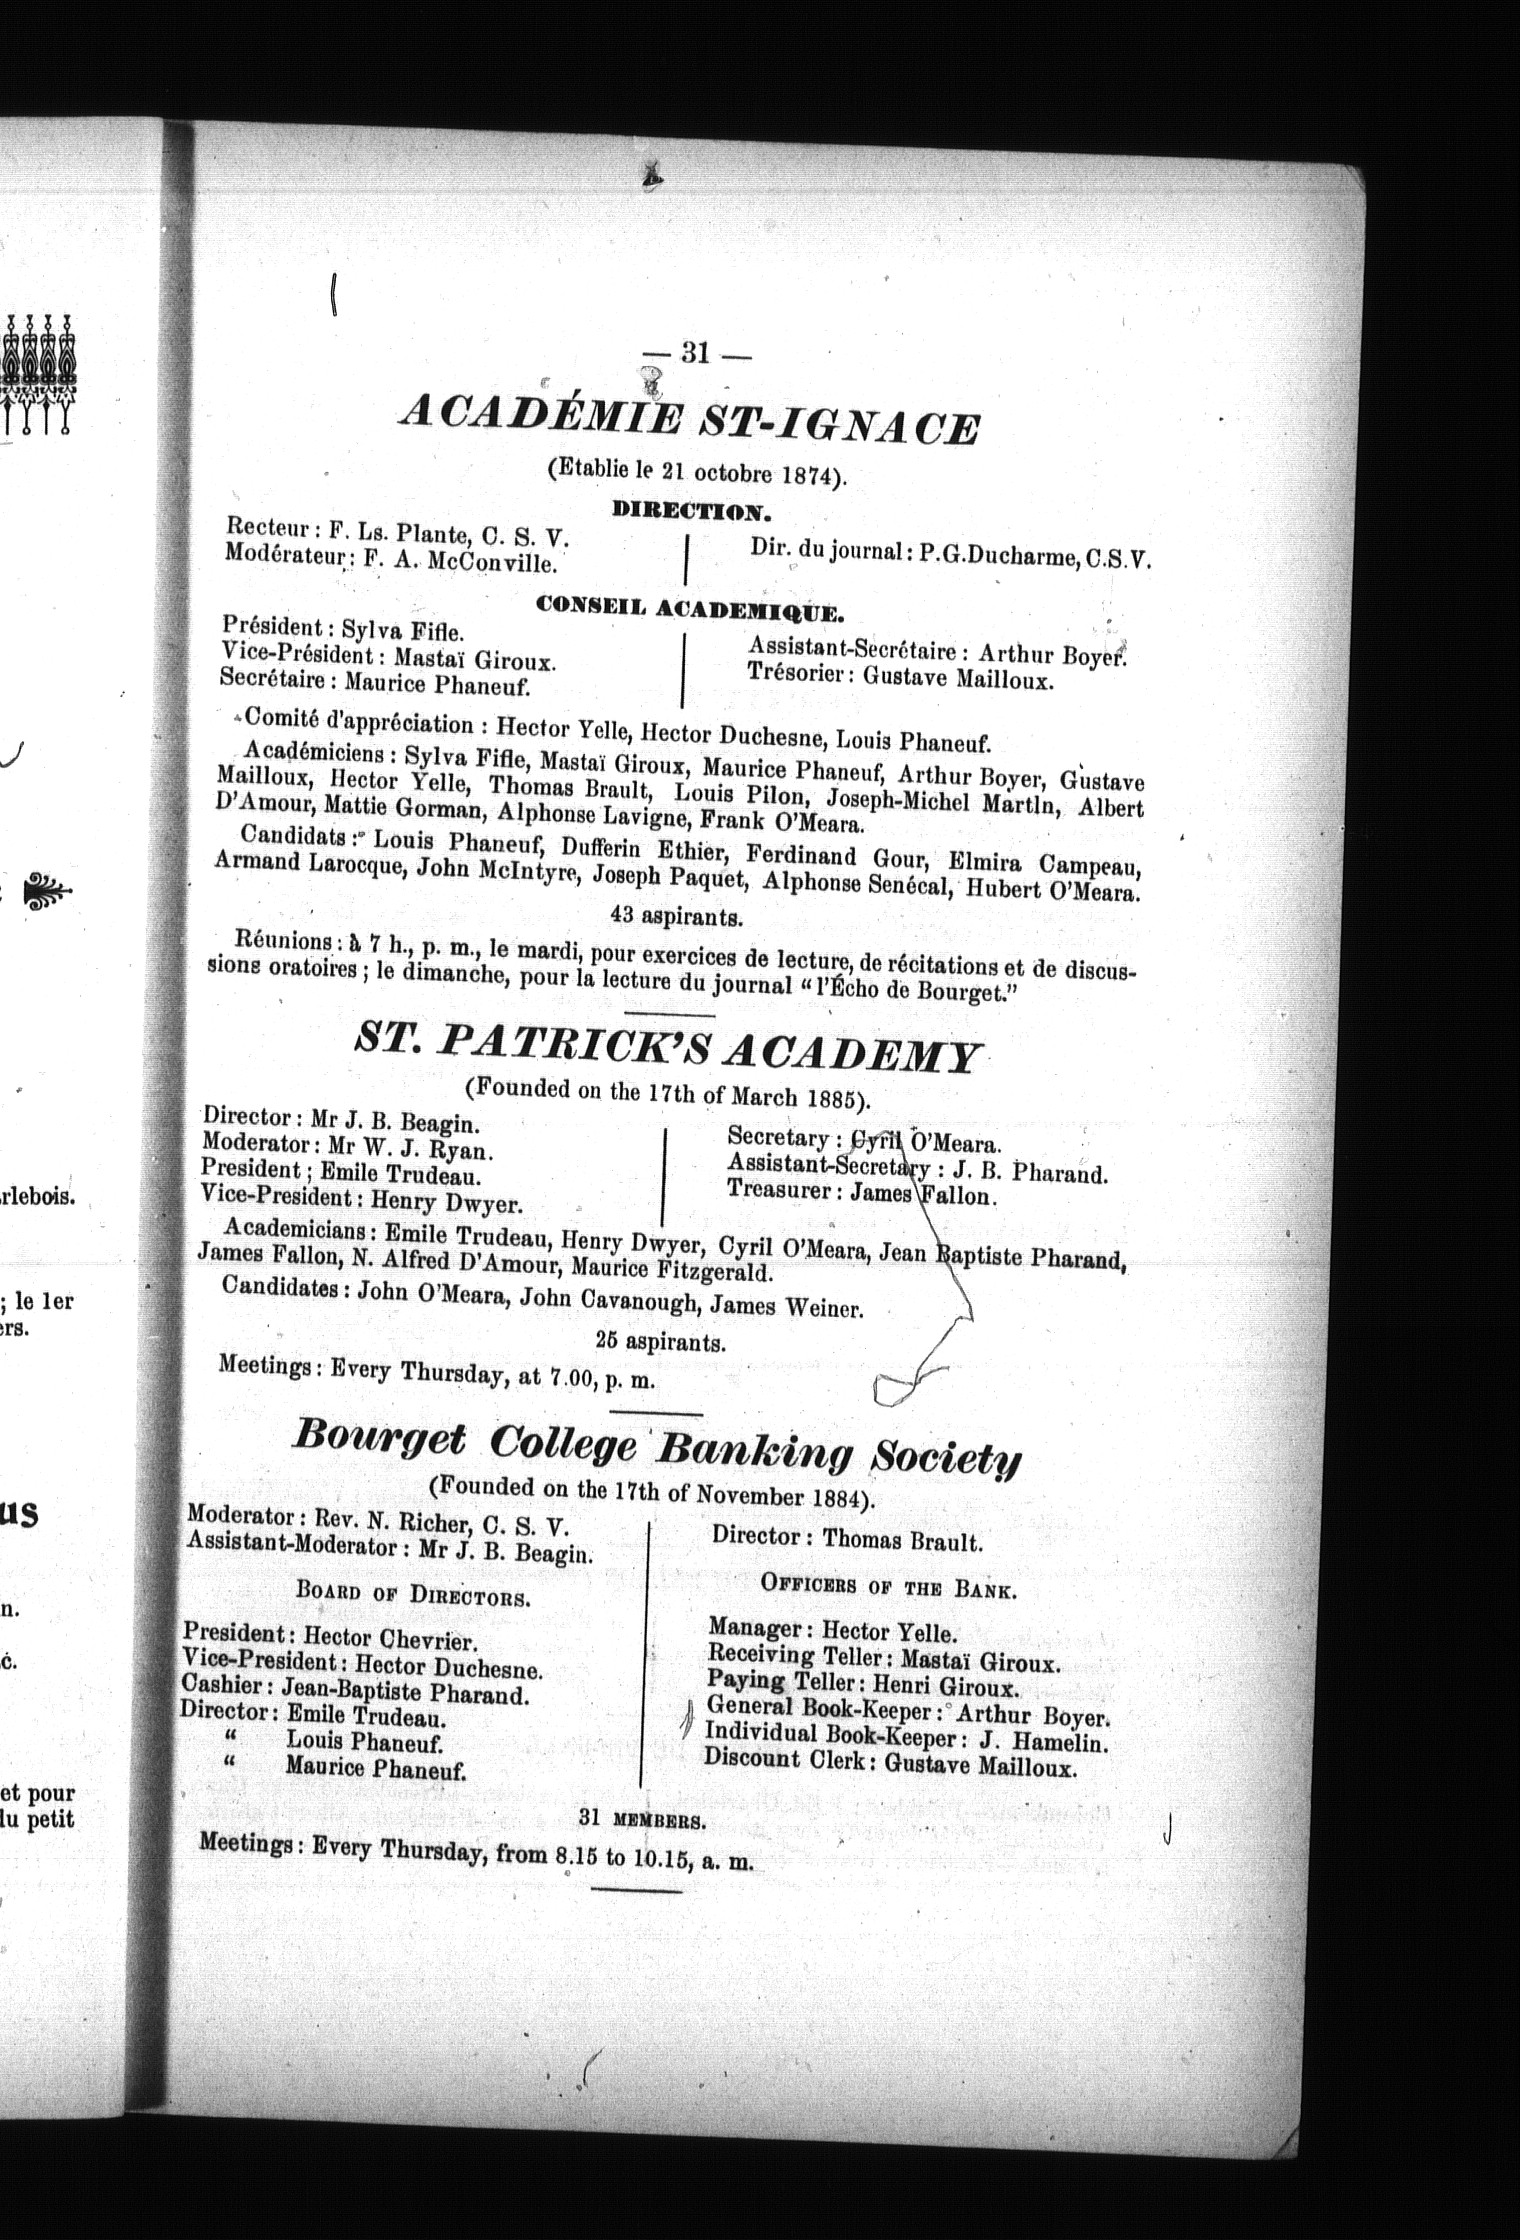 — 31 —
ACADÉMIE ST-IGNACE
(Etablie le 21 octobre 1874).
DIRECTION.
Recteur : F. Ls. Plante, C. S. V.
Modérateur : F. A. McConville.
Dir. du journal : P.G.Ducharme, C.S.V.
CONSEIL ACADEMIQUE.
Président : Sylva Fifle.
Vice-Président : Mastaï Giroux.
Secrétaire : Maurice Phaneuf.
Assistant-Secrétaire : Arthur Boyer.
Trésorier : Gustave Mailloux.
Comité d'appréciation : Hector Yelle, Hector Duchesne, Louis Phaneuf.
Académiciens : Sylva Fifle, Mastaï Giroux, Maurice Phaneuf, Arthur Boyer, Gustave
Mailloux, Hector Yelle, Thomas Brault, Louis Pilon, Joseph-Michel Martin, Albert
D'Amour, Mattie Gorman, Alphonse Lavigne, Frank O'Meara.
Candidats : Louis Phaneuf, Dufferin Ethier, Ferdinand Gour, Elmira Campeau,
Armand Larocque, John McIntyre, Joseph Paquet, Alphonse Senécal, Hubert O'Meara.
43 aspirants.
Réunions : à 7 h., p. m., le mardi, pour exercices de lecture, de récitations et de discus-
sions oratoires ; le dimanche, pour la lecture du journal “ l'Écho de Bourget.”
ST. PATRICK'S ACADEMY
(Founded on the 17th of March 1885).
Director : Mr J. B. Beagin.
Moderator : Mr W. J. Ryan.
President ; Emile Trudeau.
Vice-President : Henry Dwyer.
Secretary : Cyril O'Meara.
Assistant-Secretary : J. B. Pharand.
Treasurer : James Fallon.
Academicians : Emile Trudeau, Henry Dwyer, Cyril O'Meara, Jean Baptiste Pharand,
James Fallon, N. Alfred D'Amour, Maurice Fitzgerald.
Candidates : John O'Meara, John Cavanough, James Weiner.
25 aspirants.
Meetings : Every Thursday, at 7.00, p. m.
Bourget College Banking Society
(Founded on the 17th of November 1884).
Moderator : Rev. N. Richer, C. S. V.
Assistant-Moderator : Mr J. B. Beagin.
Director : Thomas Brault.
BOARD OF DIRECTORS.
President : Hector Chevrier.
Vice-President : Hector Duchesne.
Cashier : Jean-Baptiste Pharand.
Director : Emile Trudeau.
“ Louis Phaneuf.
“ Maurice Phaneuf.
OFFICERS OF THE BANK.
Manager : Hector Yelle.
Receiving Teller : Mastaï Giroux.
Paying Teller : Henri Giroux.
General Book-Keeper : Arthur Boyer.
Individual Book-Keeper : J. Hamelin.
Discount Clerk : Gustave Mailloux.
31 MEMBERS.
Meetings : Every Thursday, from 8.15 to 10.15, a. m.
rlebois.
; le 1er
ers.
us
n.
et pour
lu petit